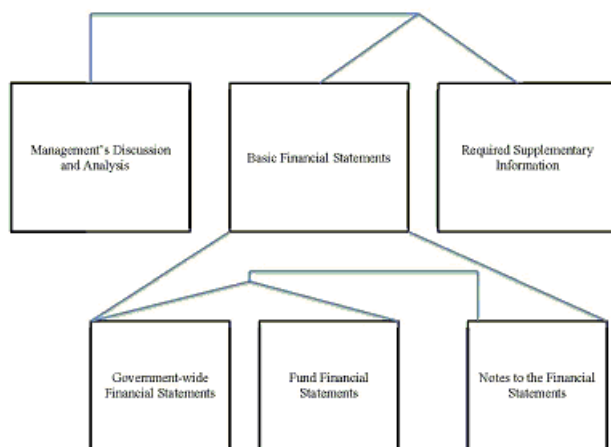 Management's Discussion
and Analysis
Basic Financial Statements
Required Supplementary
Information
Government-wide
Financial Statements
Fund Financial
Statements
Notes to the Financial
Statements